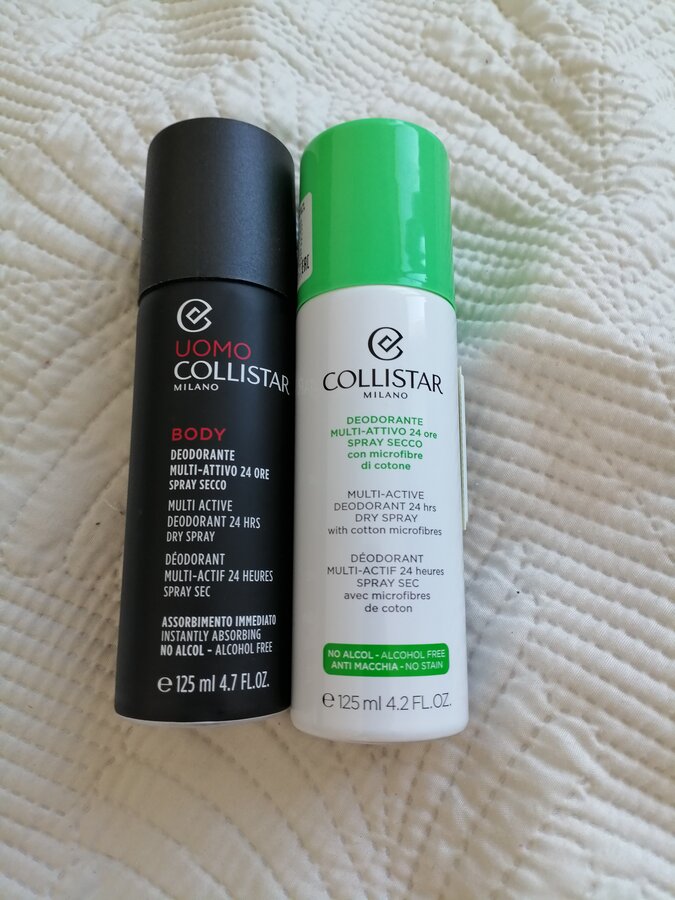 UOMO
COLLISTAR
MILANO
BODY
DEODORANTE
MULTI-ATTIVO 24 ORE
SPRAY SECCO
MULTI ACTIVE
DEODORANT 24 HRS
DRY SPRAY
DÉODORANT
MULTI-ACTIF 24 HEURES
SPRAY SEC
ASSORBIMENTO IMMEDIATO
INSTANTLY ABSORBING
NO ALCOL - ALCOHOL FREE
℮ 125 ml 4.7 FL.OZ.
COLLISTAR
MILANO
DEODORANTE
MULTI-ATTIVO 24 ore
SPRAY SECCO
con microfibre
di cotone
MULTI-ACTIVE
DEODORANT 24 hrs
DRY SPRAY
with cotton microfibres
DÉODORANT
MULTI-ACTIF 24 heures
SPRAY SEC
avec microfibres
de coton
NO ALCOL - ALCOHOL FREE
ANTI MACCHIA - NO STAIN
℮ 125 ml 4.2 FL.OZ.